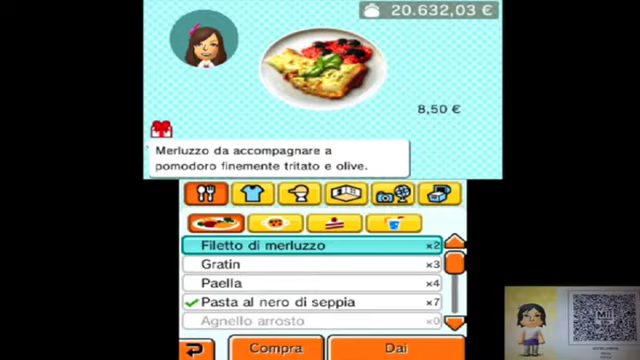 20.632,03 €
8,50 €
Merluzzo da accompagnare a
pomodoro finemente tritato e olive.
Filetto di merluzzo ×2
Gratin ×3
Paella ×4
Pasta al nero di seppia ×7
Agnello arrosto ×0
Compra
Dai
Mii